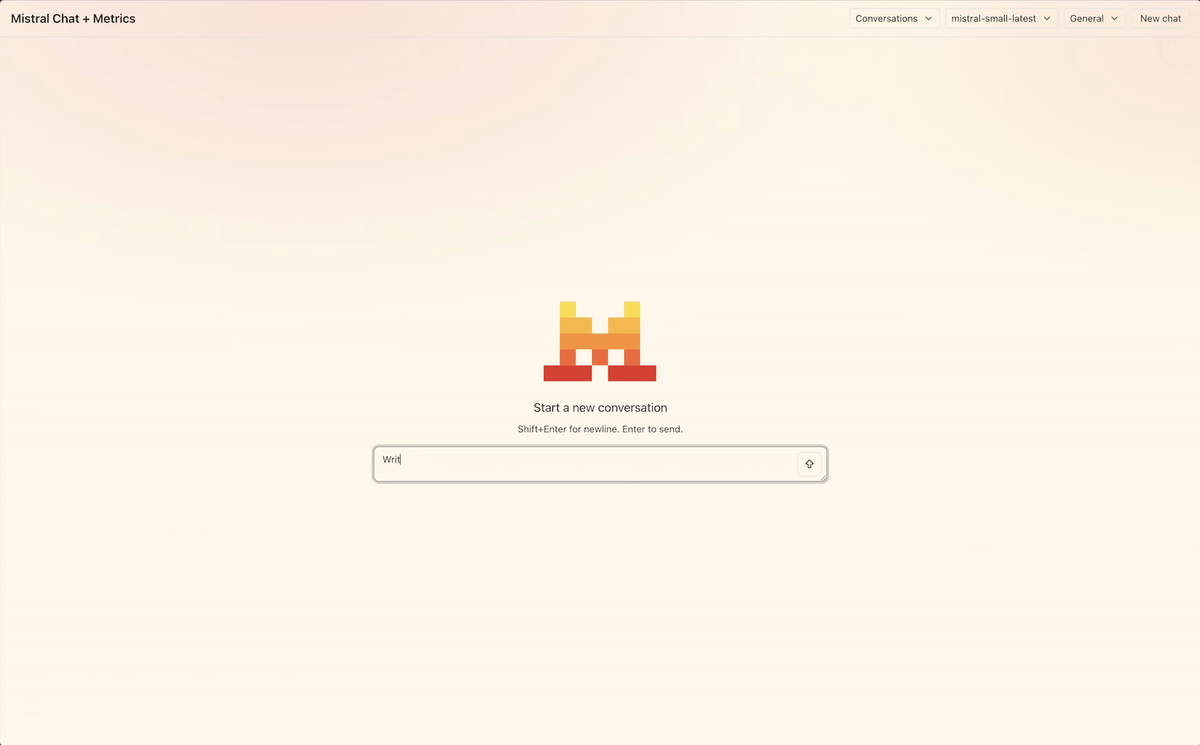 Mistral Chat + Metrics
Conversations
mistral-small-latest
General
New chat
Start a new conversation
Shift+Enter for newline. Enter to send.
Writ